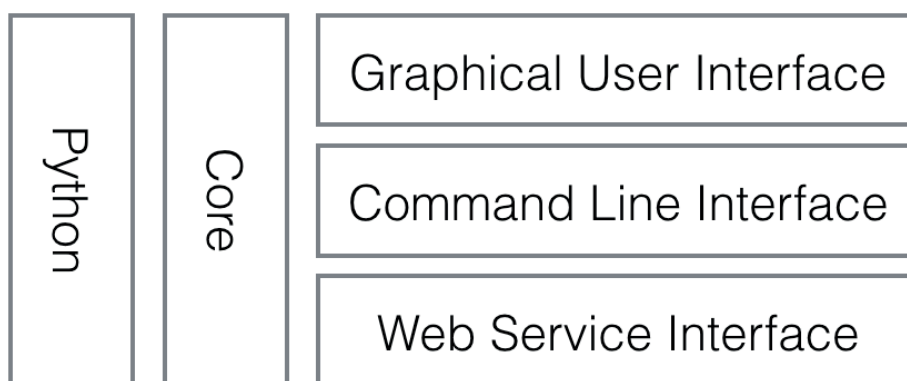 Python
Core
Graphical User Interface
Command Line Interface
Web Service Interface